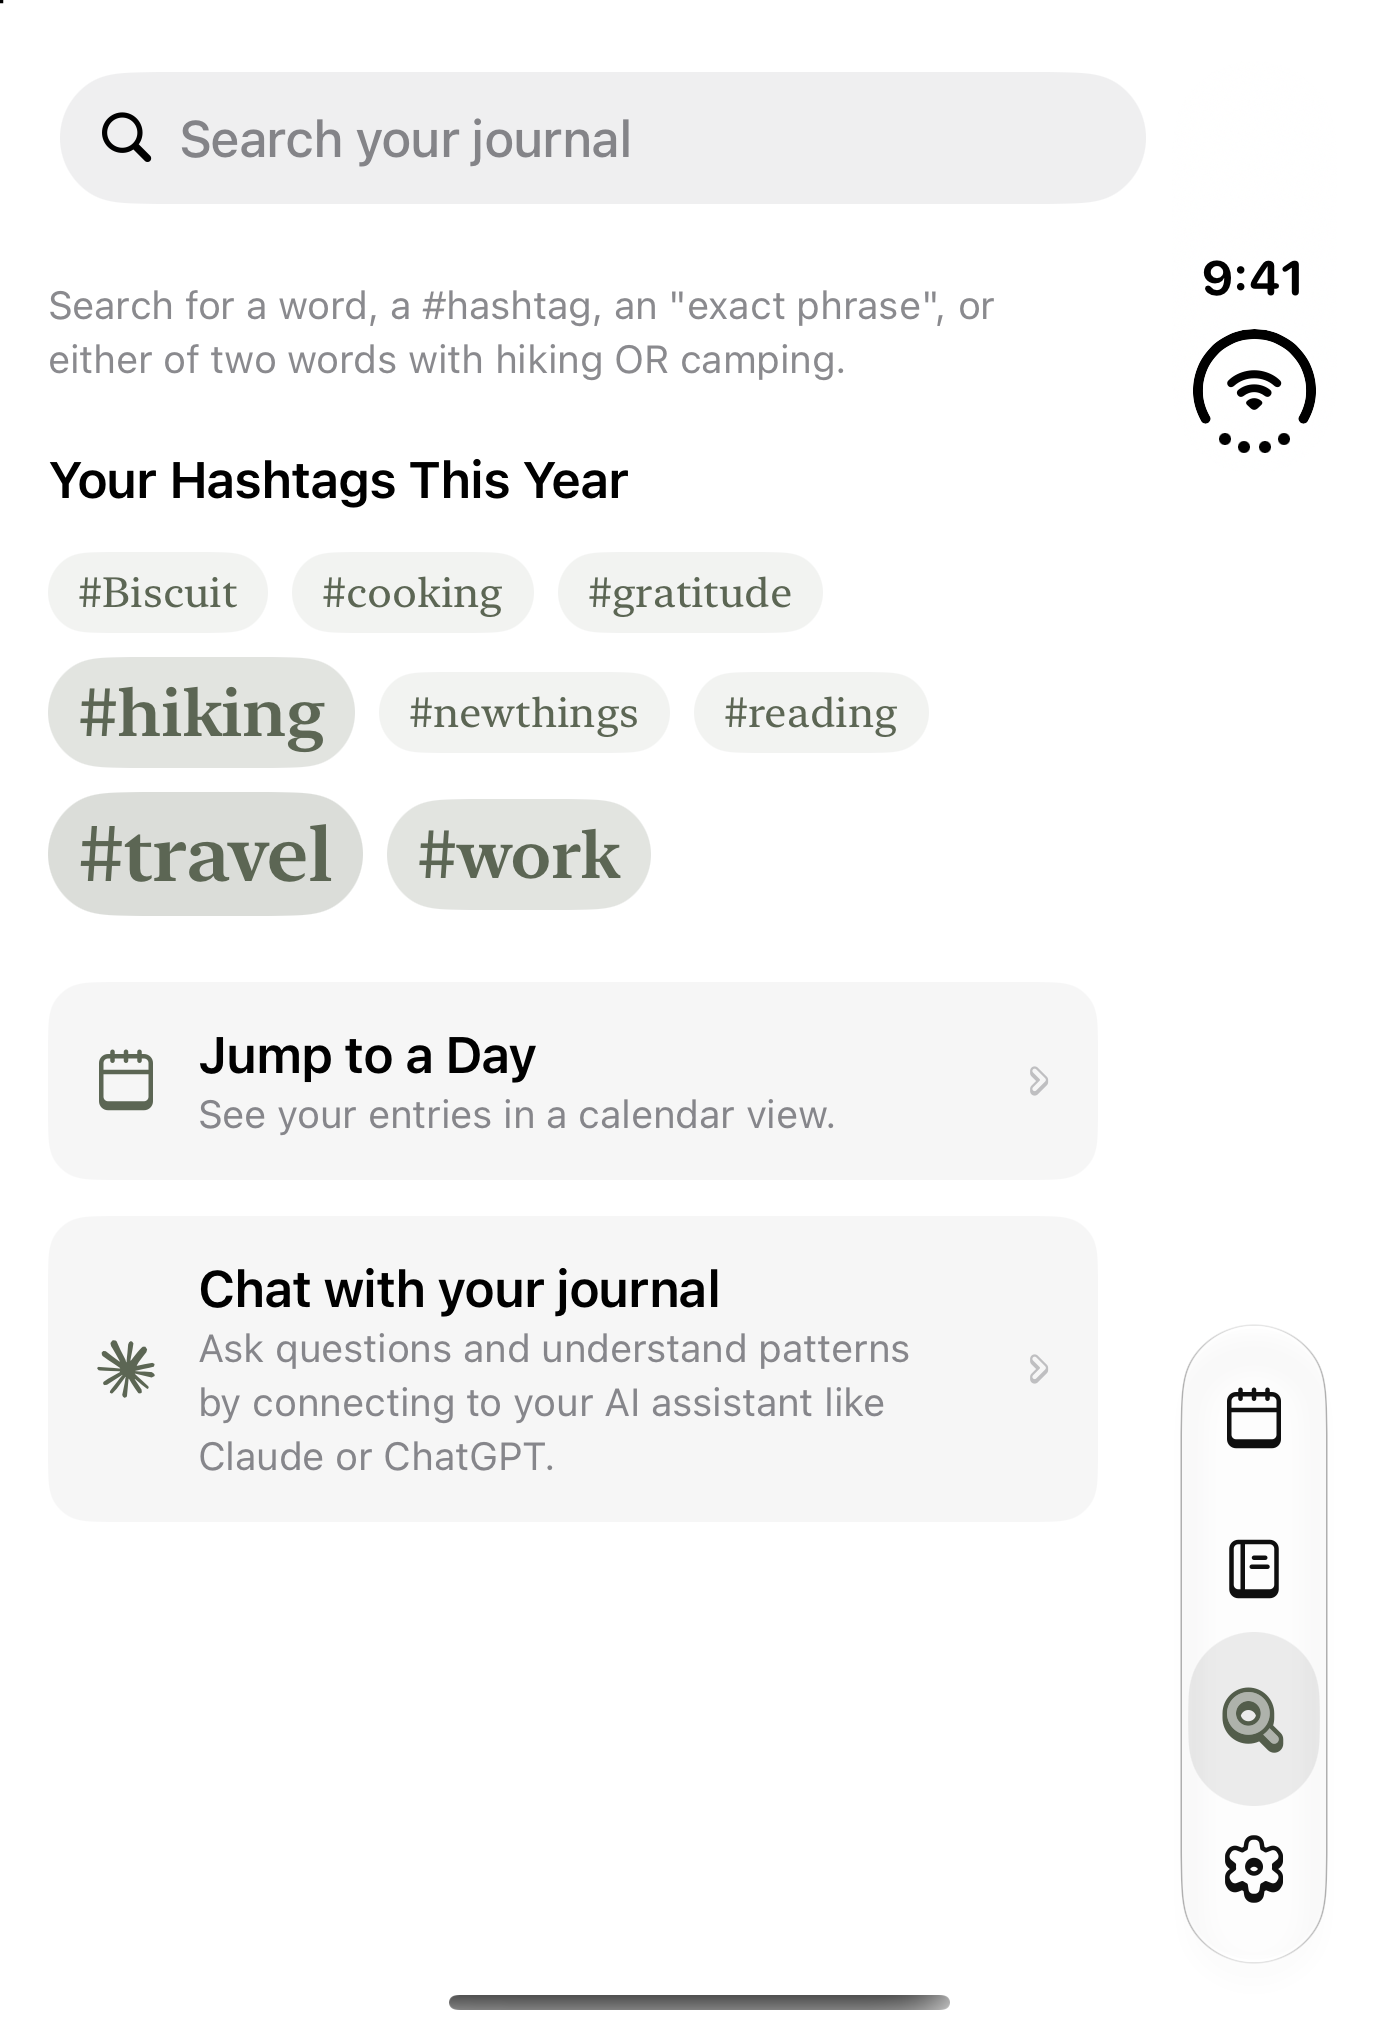 Search your journal
9:41
Search for a word, a #hashtag, an "exact phrase", or
either of two words with hiking OR camping.
Your Hashtags This Year
#Biscuit #cooking #gratitude
#hiking #newthings #reading
#travel #work
Jump to a Day
See your entries in a calendar view.
Chat with your journal
Ask questions and understand patterns
by connecting to your AI assistant like
Claude or ChatGPT.